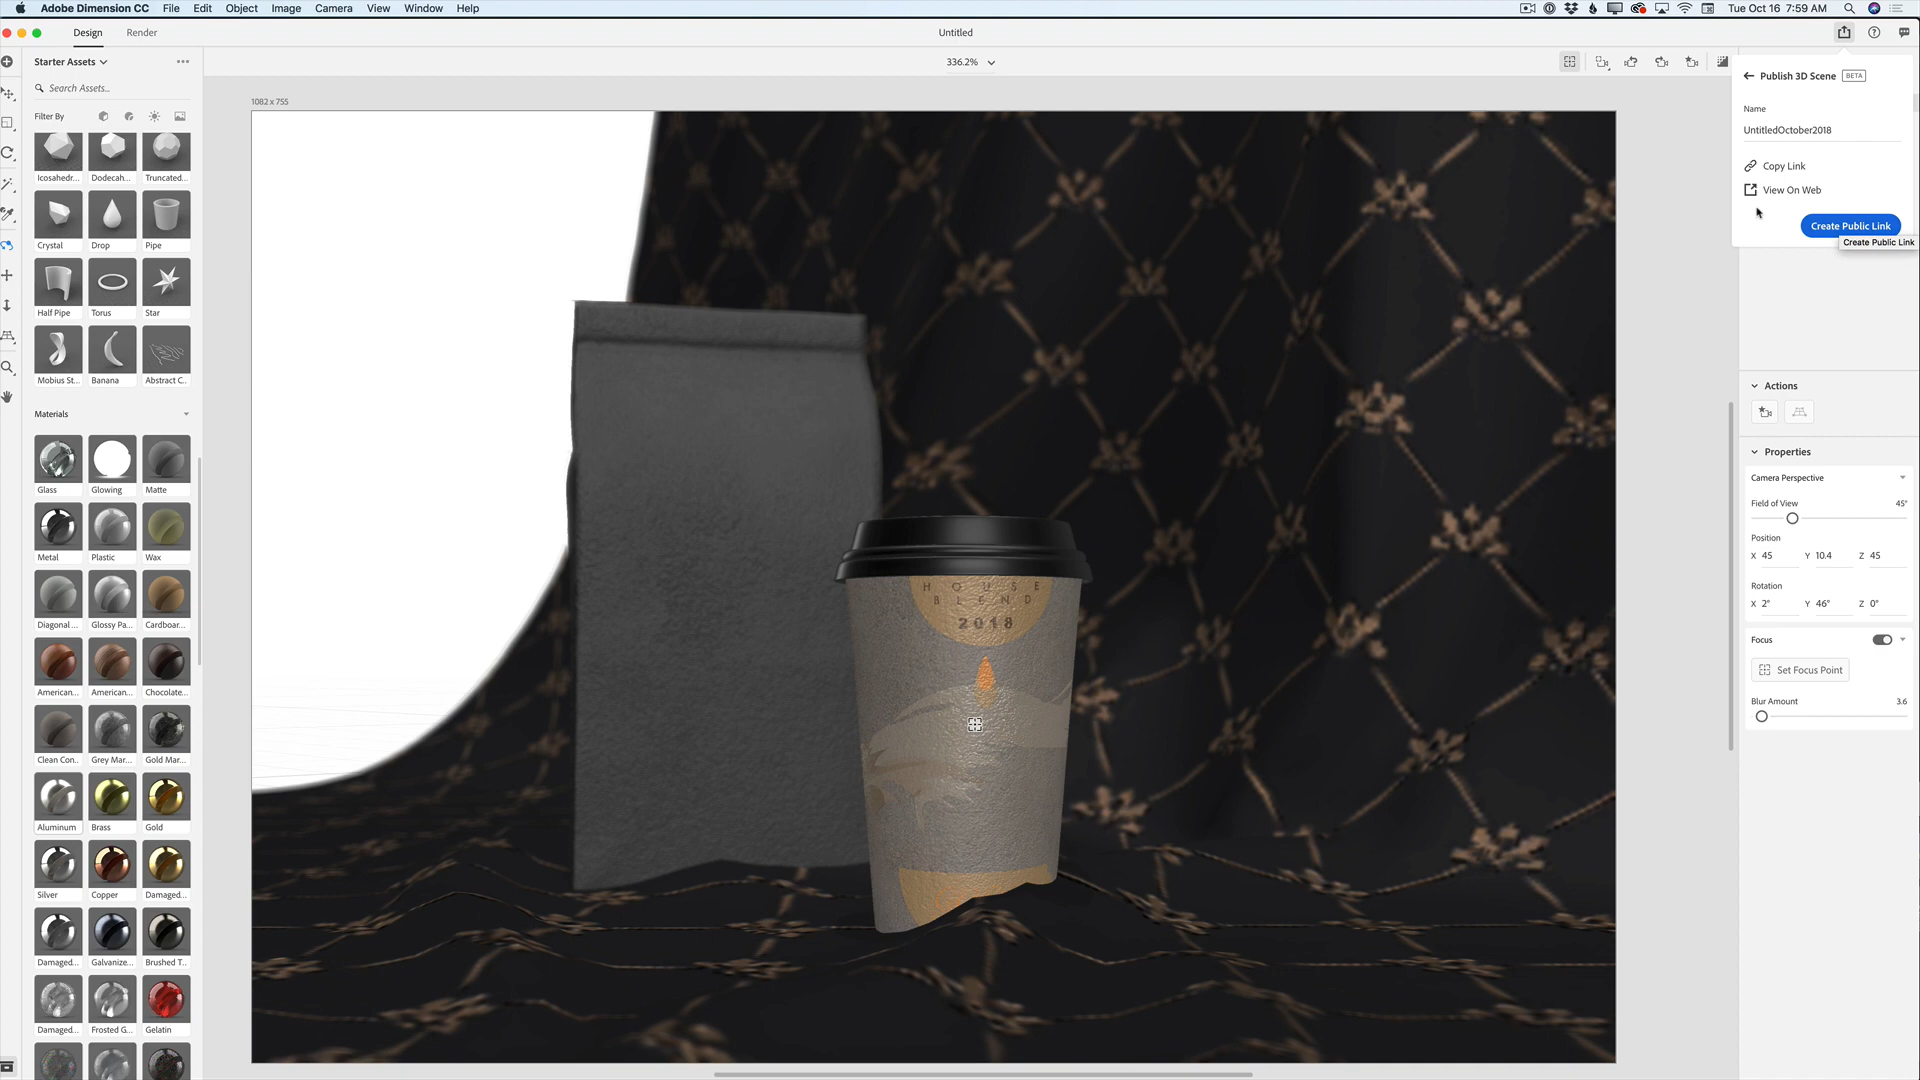 Adobe Dimension CC File Edit Object Image Camera View Window Help
Tue Oct 16 7:59 AM
Design Render
Untitled
Starter Assets
336.2%
Search Assets...
Filter By
1082 x 755
Icosahedr... Dodecah... Truncated...
Crystal Drop Pipe
Half Pipe Torus Star
Mobius St... Banana Abstract C..
Materials
Glass Glowing Matte
Metal Plastic Wax
Diagonal ... Glossy Pa... Cardboar...
American... American... Chocolate...
Clean Con.. Grey Mar... Gold Mar...
Aluminum Brass Gold
Silver Copper Damaged...
Damaged... Galvanize... Brushed T..
Damaged... Frosted G... Gelatin
HOUSE
BLEND
2018
Publish 3D Scene BETA
Name
UntitledOctober2018
Copy Link
View On Web
Create Public Link
Create Public Link
Actions
Properties
Camera Perspective
Field of View 45°
Position
X 45 Y 10.4 Z 45
Rotation
X 2° Y 46° Z 0°
Focus
Set Focus Point
Blur Amount 3.6